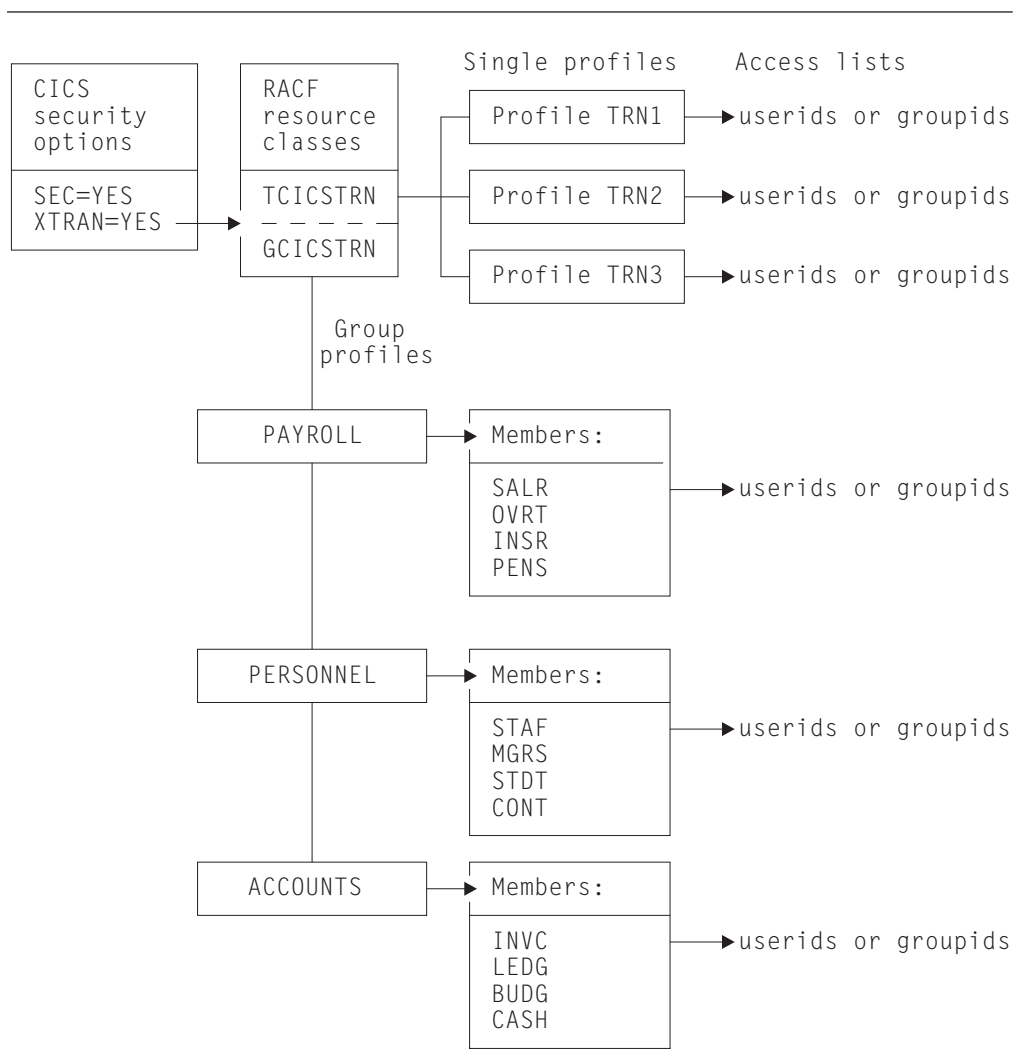 Single profiles
Access lists
CICS
security
options
SEC=YES
XTRAN=YES
RACF
resource
classes
TCICSTRN
GCICSTRN
Profile TRN1
userids or groupids
Profile TRN2
userids or groupids
Profile TRN3
userids or groupids
Group
profiles
PAYROLL
Members:
SALR
OVRT
INSR
PENS
userids or groupids
PERSONNEL
Members:
STAF
MGRS
STDT
CONT
userids or groupids
ACCOUNTS
Members:
INVC
LEDG
BUDG
CASH
userids or groupids